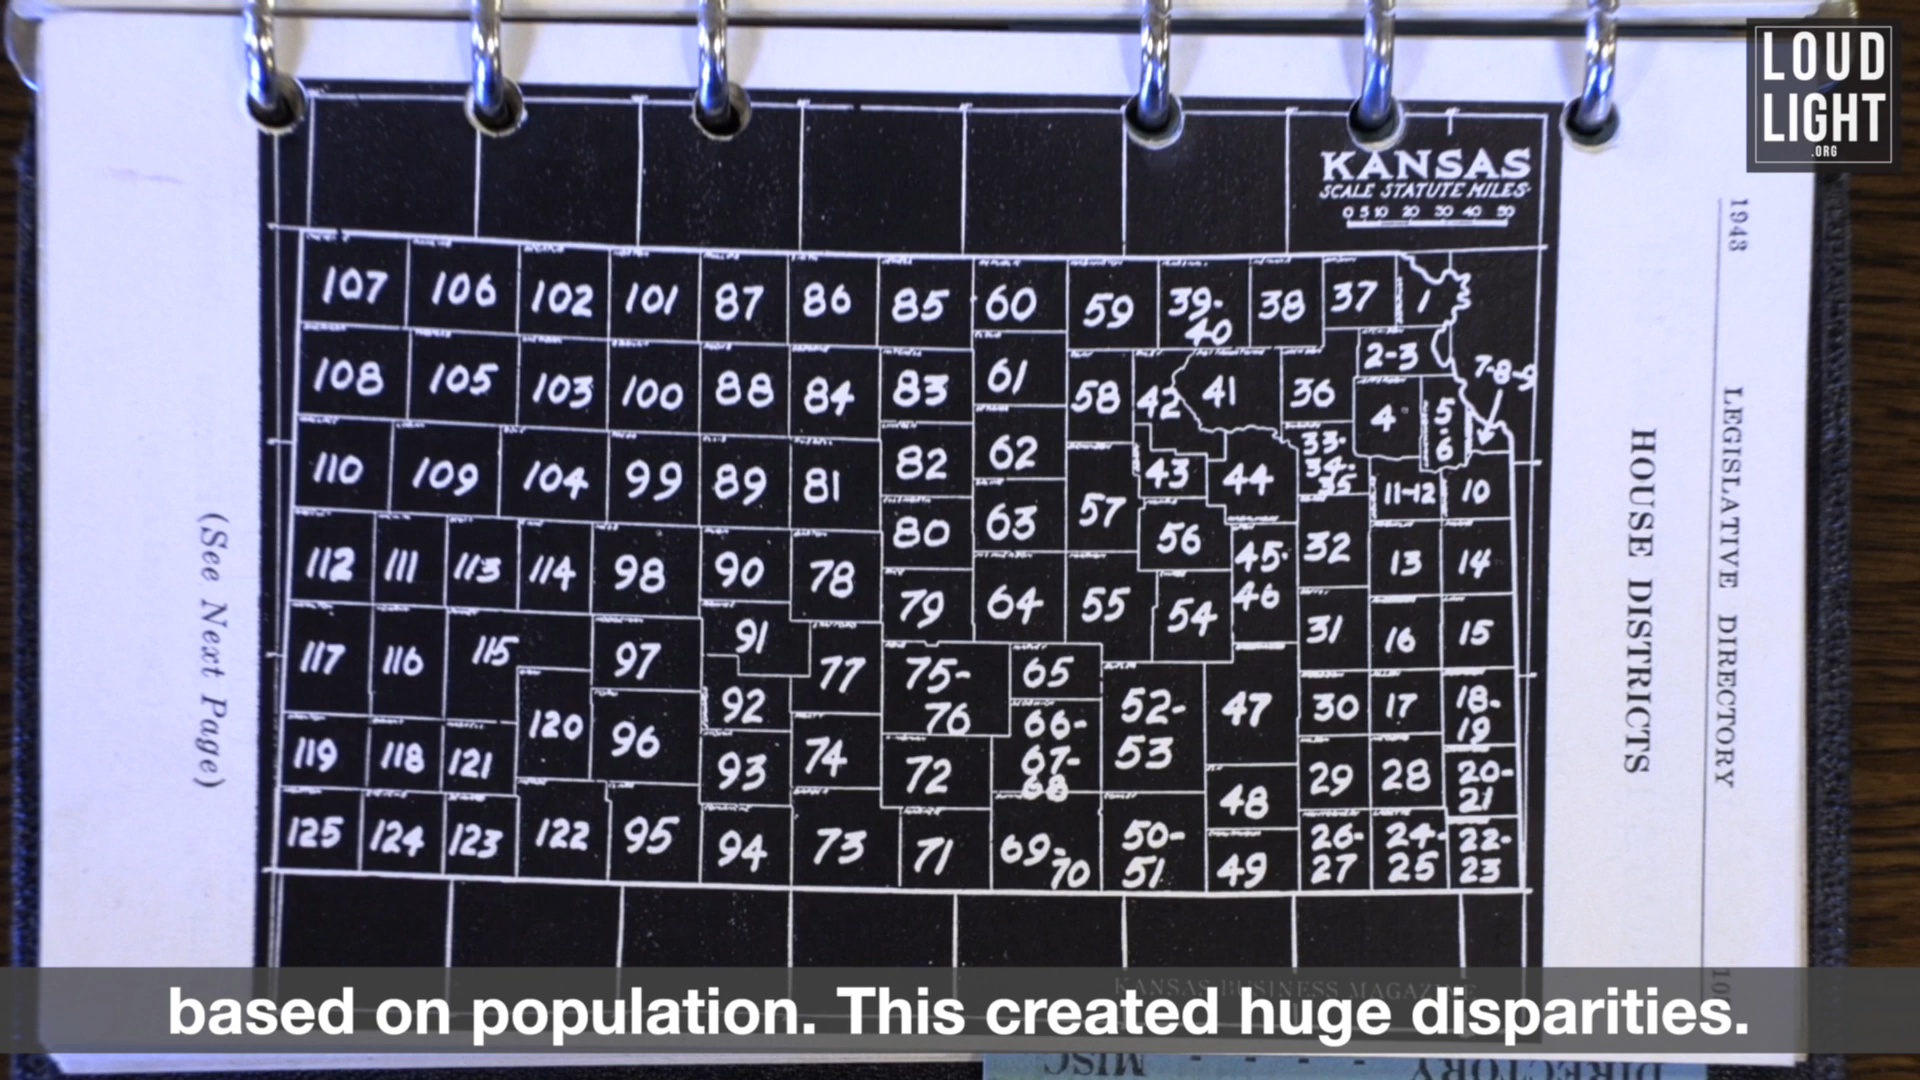 LOUD
LIGHT
.ORG
KANSAS
SCALE STATUTE MILES
0 5 10 20 30 40 50
1943 LEGISLATIVE DIRECTORY
HOUSE DISTRICTS
107 106 102 101 87 86 85 60 59 39-40 38 37 1
2-3
7-8-9
108 105 103 100 88 84 83 61 58 42 41 36 4 5-6
110 109 104 99 89 81 82 62 57 43 44 33-34-35 11-12 10
112 111 113 114 98 90 78 80 63 56 45-46 32 13 14
79 64 55 54
117 116 115 97 91 77 75-76 65 31 16 15
120 96 92 66-67-68 52-53 47 30 17 18-19
119 118 121 93 74 72 48 29 28 20-21
125 124 123 122 95 94 73 71 69-70 50-51 49 26-27 24-25 22-23
(See Next Page)
based on population. This created huge disparities.
DIRECTORY
MISC